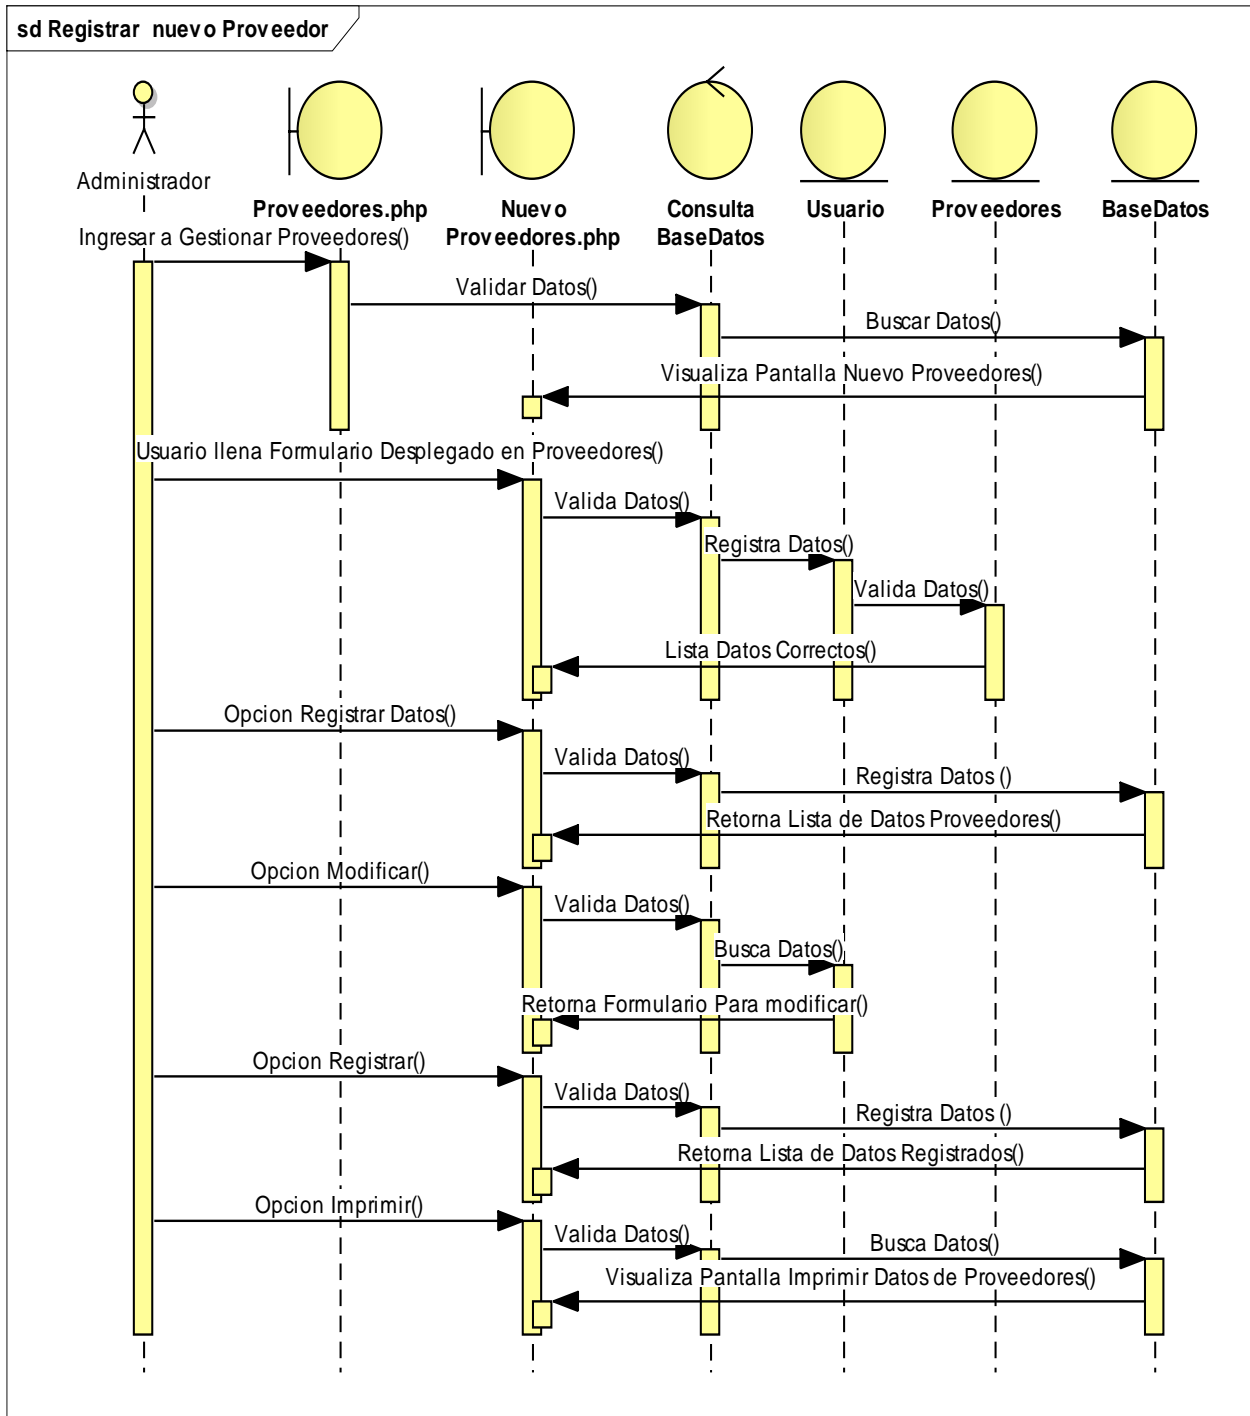 sd Registrar nuevo Proveedor
Administrador
Proveedores.php
Nuevo
Proveedores.php
Consulta
BaseDatos
Usuario
Proveedores
BaseDatos
Ingresar a Gestionar Proveedores()
Validar Datos()
Buscar Datos()
Visualiza Pantalla Nuevo Proveedores()
Usuario llena Formulario Desplegado en Proveedores()
Valida Datos()
Registra Datos()
Valida Datos()
Lista Datos Correctos()
Opcion Registrar Datos()
Valida Datos()
Registra Datos ()
Retorna Lista de Datos Proveedores()
Opcion Modificar()
Valida Datos()
Busca Datos()
Retorna Formulario Para modificar()
Opcion Registrar()
Valida Datos()
Registra Datos ()
Retorna Lista de Datos Registrados()
Opcion Imprimir()
Valida Datos()
Busca Datos()
Visualiza Pantalla Imprimir Datos de Proveedores()